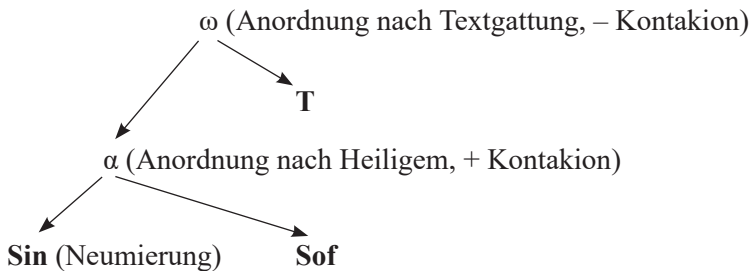 ω (Anordnung nach Textgattung, – Kontakion)
T
α (Anordnung nach Heiligem, + Kontakion)
Sin (Neumierung) Sof